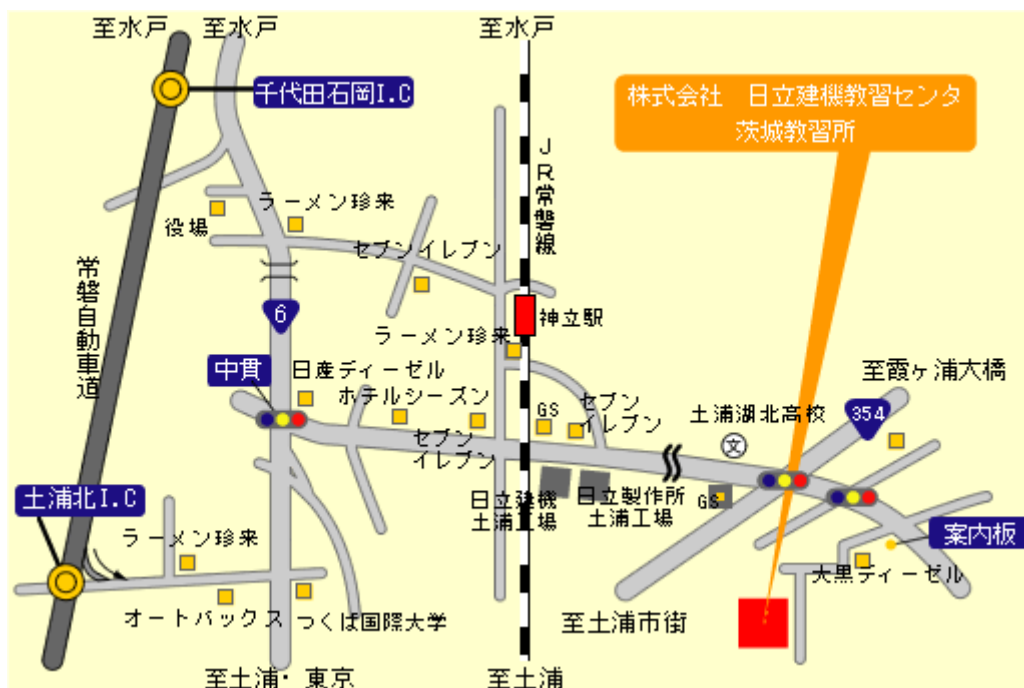 至水戸
至水戸
至水戸
千代田石岡I.C
株式会社　日立建機教習センタ
茨城教習所
JR常磐線
ラーメン珍来
役場
セブンイレブン
常磐自動車道
6
神立駅
ラーメン珍来
中貫
日産ディーゼル
至霞ヶ浦大橋
ホテルシーズン
GS
セブン
イレブン
土浦湖北高校
354
文
セブン
イレブン
土浦北I.C
日立建機
土浦工場
日立製作所
土浦工場
GS
案内板
ラーメン珍来
大黒ディーゼル
オートバックス
つくば国際大学
至土浦市街
至土浦・東京
至土浦